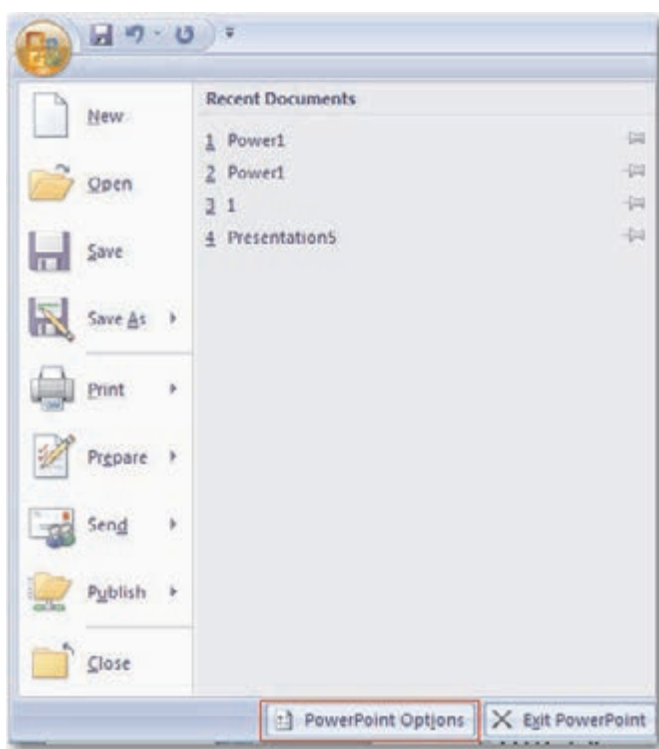 Recent Documents
New
1 Power1
2 Power1
Open
3 1
4 Presentation5
Save
Save As
Print
Prepare
Send
Publish
Close
PowerPoint Options
Exit PowerPoint